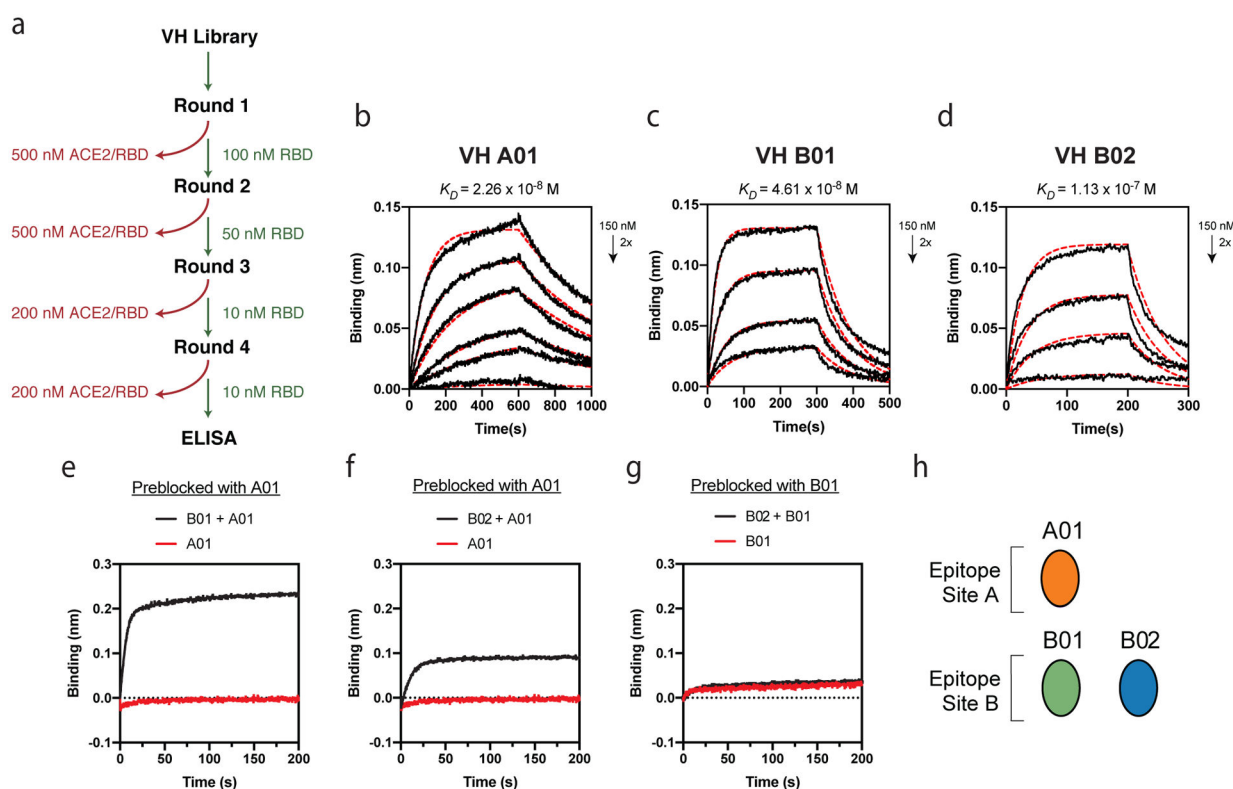 a
VH Library
Round 1
500 nM ACE2/RBD
100 nM RBD
Round 2
500 nM ACE2/RBD
50 nM RBD
Round 3
200 nM ACE2/RBD
10 nM RBD
Round 4
200 nM ACE2/RBD
10 nM RBD
ELISA
b
VH A01
K_D = 2.26 x 10⁻⁸ M
150 nM
2x
Binding (nm)
0.15
0.10
0.05
0.00
0 200 400 600 800 1000
Time(s)
c
VH B01
K_D = 4.61 x 10⁻⁸ M
150 nM
2x
Binding (nm)
0.15
0.10
0.05
0.00
0 100 200 300 400 500
Time(s)
d
VH B02
K_D = 1.13 x 10⁻⁷ M
150 nM
2x
Binding (nm)
0.15
0.10
0.05
0.00
0 100 200 300
Time(s)
e
Preblocked with A01
B01 + A01
A01
Binding (nm)
0.3
0.2
0.1
0.0
-0.1
0 50 100 150 200
Time (s)
f
Preblocked with A01
B02 + A01
A01
Binding (nm)
0.3
0.2
0.1
0.0
-0.1
0 50 100 150 200
Time (s)
g
Preblocked with B01
B02 + B01
B01
Binding (nm)
0.3
0.2
0.1
0.0
-0.1
0 50 100 150 200
Time (s)
h
A01
Epitope
Site A
B01 B02
Epitope
Site B